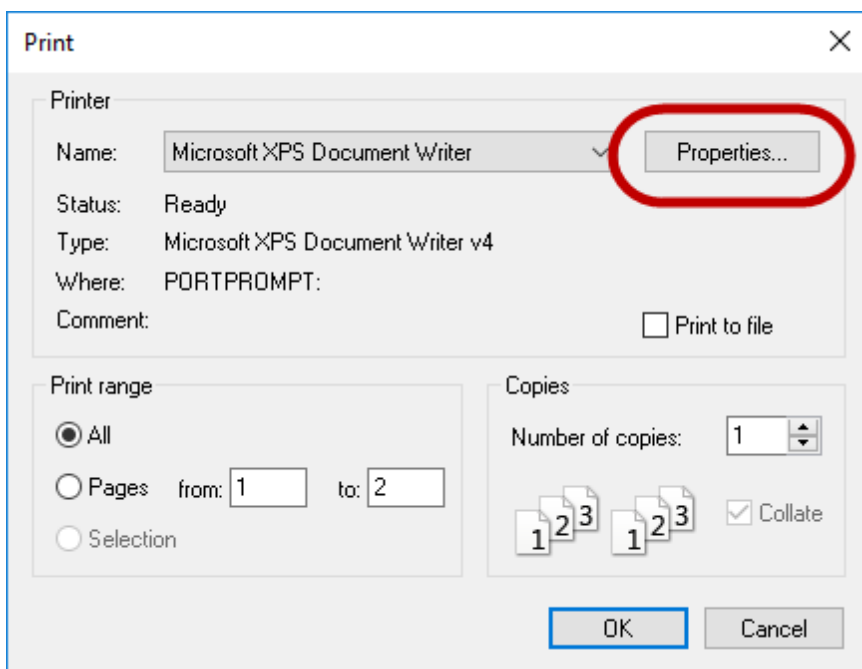 Print
Printer
Name: Microsoft XPS Document Writer Properties...
Status: Ready
Type: Microsoft XPS Document Writer v4
Where: PORTPROMPT:
Comment: Print to file
Print range
All
Pages from: 1 to: 2
Selection
Copies
Number of copies: 1
1 2 3 1 2 3 Collate
OK Cancel